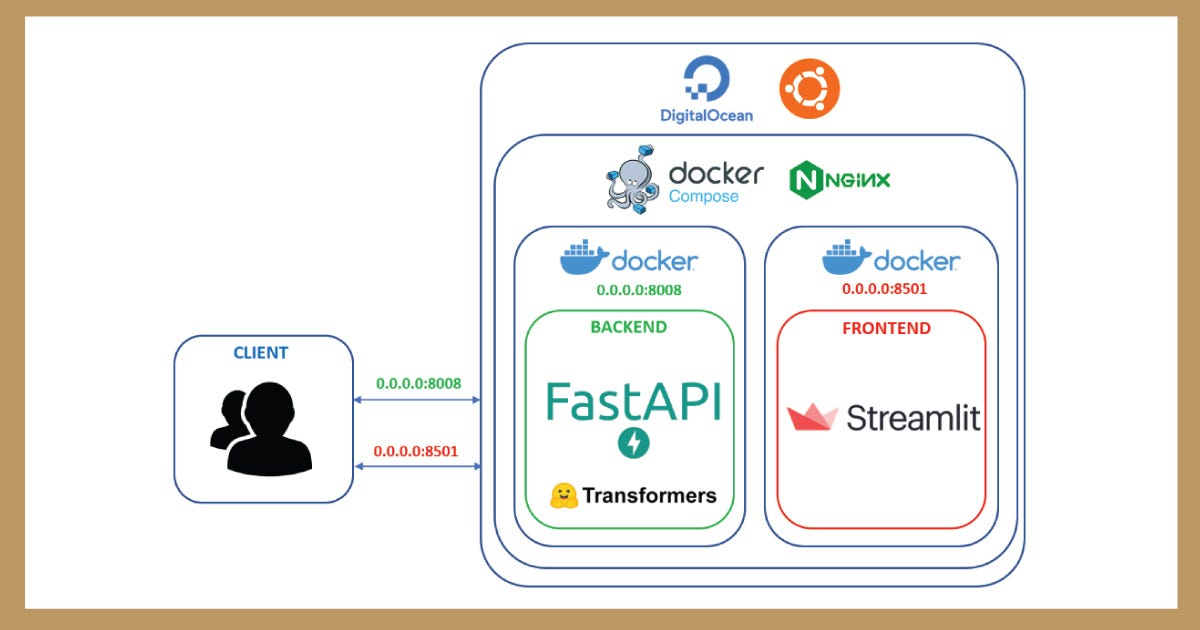 DigitalOcean
docker
Compose
NGINX
docker
0.0.0.0:8008
BACKEND
FastAPI
Transformers
docker
0.0.0.0:8501
FRONTEND
Streamlit
CLIENT
0.0.0.0:8008
0.0.0.0:8501